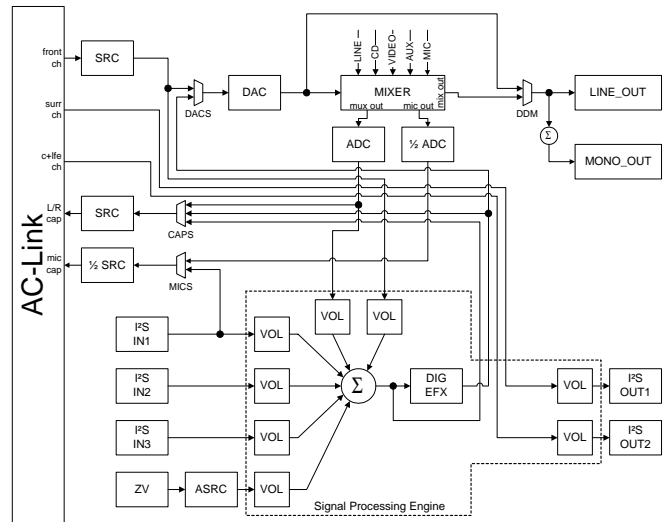 AC-Link
front
ch
surr
ch
c+lfe
ch
L/R
cap
mic
cap
SRC
DACS
DAC
LINE
CD
VIDEO
AUX
MIC
MIXER
mux out
mic out
mix out
DDM
LINE_OUT
Σ
MONO_OUT
ADC
½ ADC
SRC
CAPS
½ SRC
MICS
VOL
VOL
I²S
IN1
VOL
I²S
IN2
VOL
Σ
DIG
EFX
VOL
I²S
OUT1
I²S
IN3
VOL
VOL
I²S
OUT2
ZV
ASRC
VOL
Signal Processing Engine